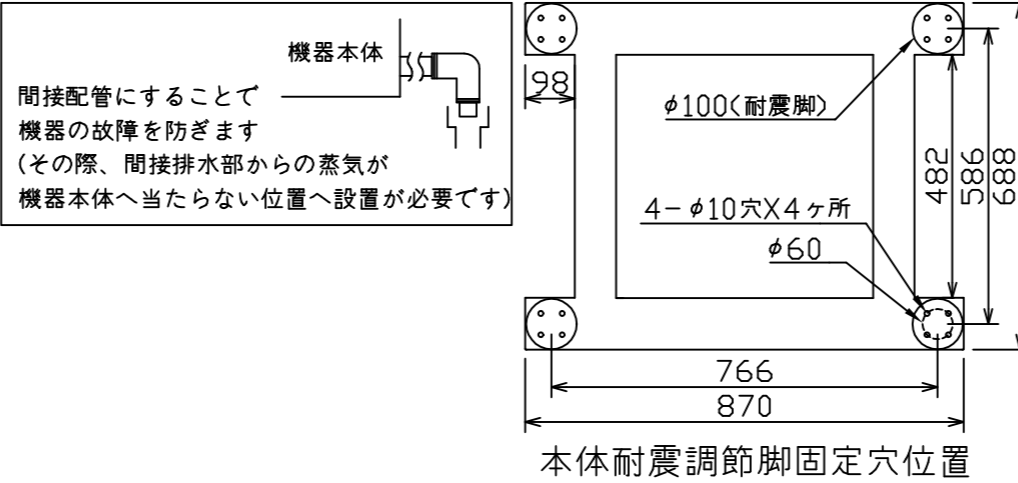 機器本体
間接配管にすることで
機器の故障を防ぎます
(その際、間接排水部からの蒸気が
機器本体へ当たらない位置へ設置が必要です)
98
φ100(耐震脚)
482
586
688
4-φ10穴X4ヶ所
φ60
766
870
本体耐震調節脚固定穴位置